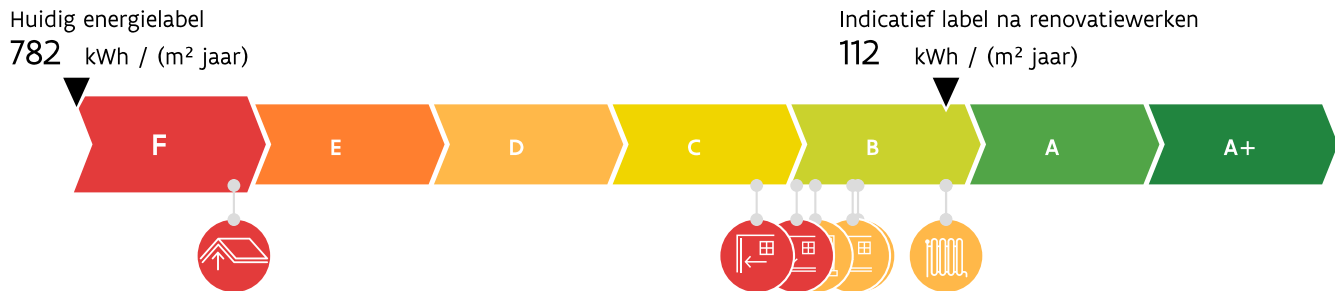 Huidig energielabel
782 kWh / (m² jaar)
Indicatief label na renovatiewerken
112 kWh / (m² jaar)
F E D C B A A+